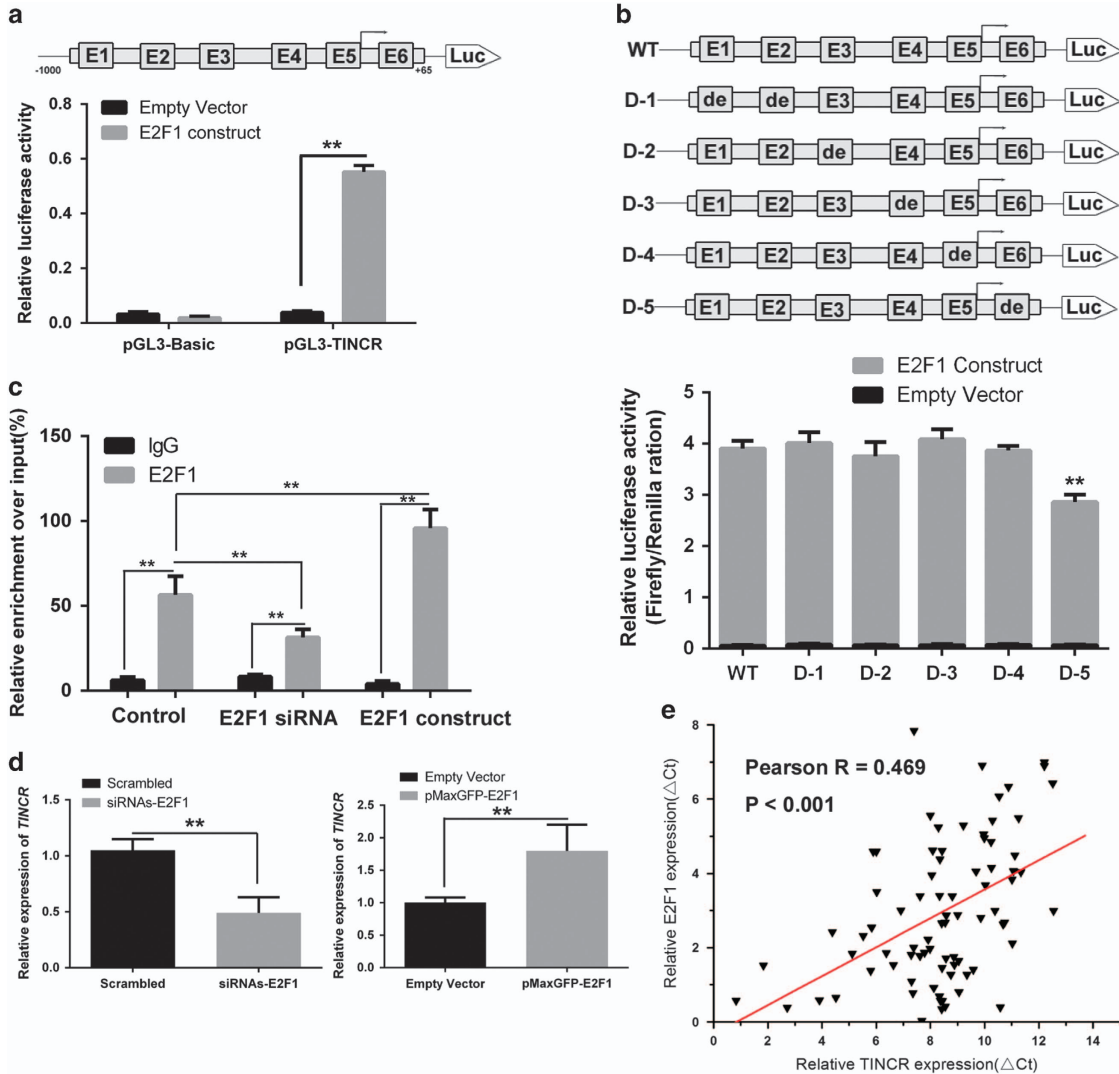 a
E1 E2 E3 E4 E5 E6 Luc
-1000 +65
Empty Vector
E2F1 construct
Relative luciferase activity
0.8
0.6
0.4
0.2
0.0
**
pGL3-Basic pGL3-TINCR
b
WT E1 E2 E3 E4 E5 E6 Luc
D-1 de de E3 E4 E5 E6 Luc
D-2 E1 E2 de E4 E5 E6 Luc
D-3 E1 E2 E3 de E5 E6 Luc
D-4 E1 E2 E3 E4 de E6 Luc
D-5 E1 E2 E3 E4 E5 de Luc
E2F1 Construct
Empty Vector
Relative luciferase activity
(Firefly/Renilla ration)
5
4
3
2
1
0
**
WT D-1 D-2 D-3 D-4 D-5
c
IgG
E2F1
Relative enrichment over input(%)
150
100
50
0
**
**
**
**
**
Control E2F1 siRNA E2F1 construct
d
Scrambled
siRNAs-E2F1
Relative expression of TINCR
1.5
1.0
0.5
0.0
**
Scrambled siRNAs-E2F1
Empty Vector
pMaxGFP-E2F1
Relative expression of TINCR
2.5
2.0
1.5
1.0
0.5
0.0
**
Empty Vector pMaxGFP-E2F1
e
Pearson R = 0.469
P < 0.001
Relative E2F1 expression(△Ct)
8
6
4
2
0
0 2 4 6 8 10 12 14
Relative TINCR expression(△Ct)